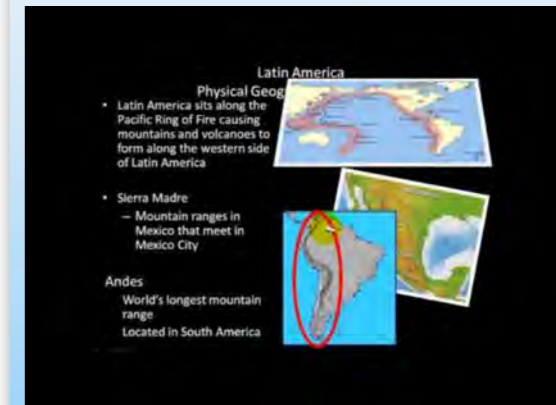 Latin America
Physical Geog
• Latin America sits along the
Pacific Ring of Fire causing
mountains and volcanoes to
form along the western side
of Latin America
• Sierra Madre
– Mountain ranges in
Mexico that meet in
Mexico City
Andes
World's longest mountain
range
Located in South America